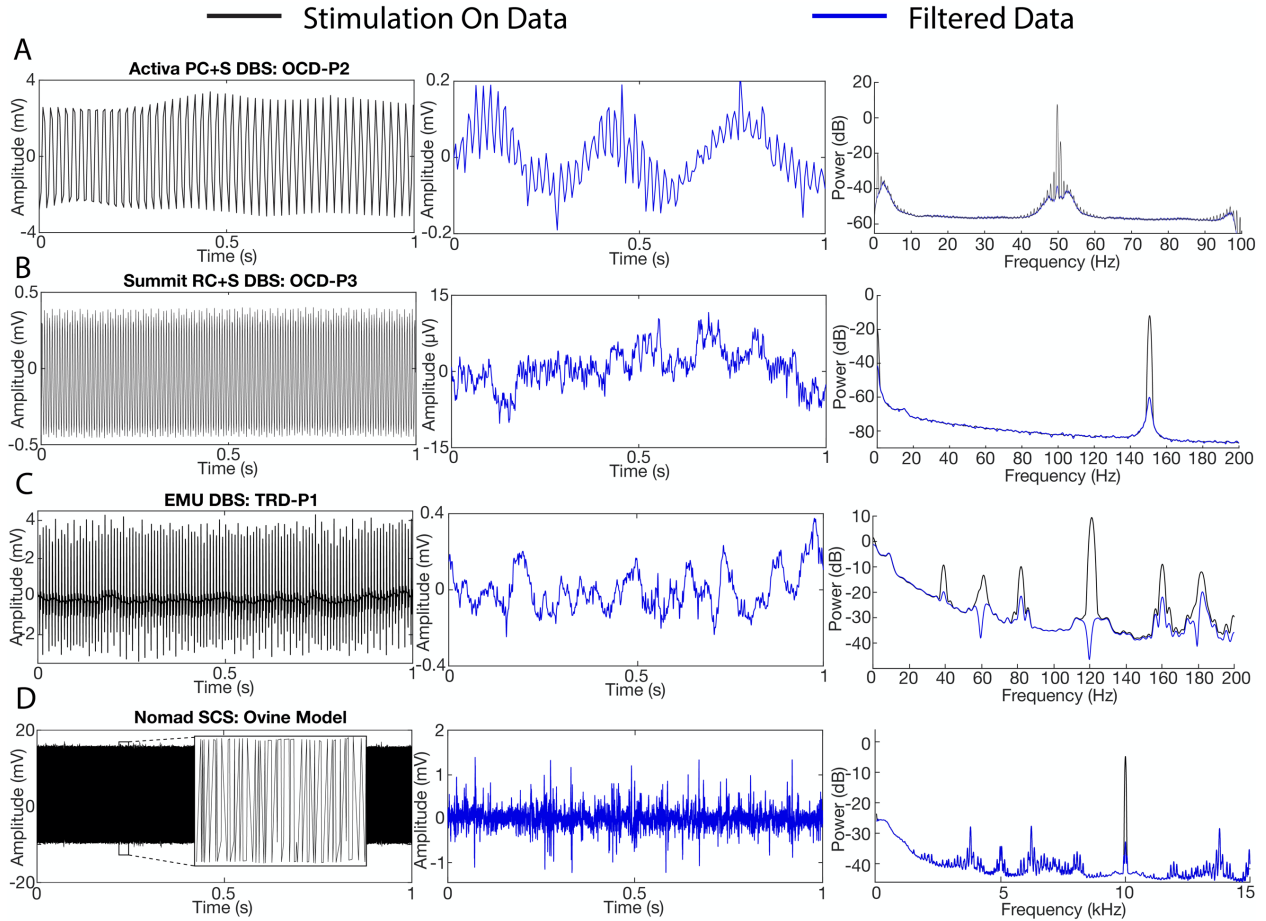 Stimulation On Data
Filtered Data
A
Activa PC+S DBS: OCD-P2
Amplitude (mV)
4
0
-4
0
0.5
1
Time (s)
Amplitude (mV)
0.2
0
-0.2
0
0.5
1
Time (s)
Power (dB)
20
0
-20
-40
-60
0 10 20 30 40 50 60 70 80 90 100
Frequency (Hz)
B
Summit RC+S DBS: OCD-P3
Amplitude (mV)
0.5
0
-0.5
0
0.5
1
Time (s)
Amplitude (µV)
15
0
-15
0
0.5
1
Time (s)
Power (dB)
0
-20
-40
-60
-80
0 20 40 60 80 100 120 140 160 180 200
Frequency (Hz)
C
EMU DBS: TRD-P1
Amplitude (mV)
4
2
0
-2
0
0.5
1
Time (s)
Amplitude (mV)
0.4
0
-0.4
0
0.5
1
Time (s)
Power (dB)
10
0
-10
-20
-30
-40
0 20 40 60 80 100 120 140 160 180 200
Frequency (Hz)
D
Nomad SCS: Ovine Model
Amplitude (mV)
20
10
0
-10
-20
0
0.5
1
Time (s)
Amplitude (mV)
2
1
0
-1
0
0.5
1
Time (s)
Power (dB)
0
-10
-20
-30
-40
0 5 10 15
Frequency (kHz)